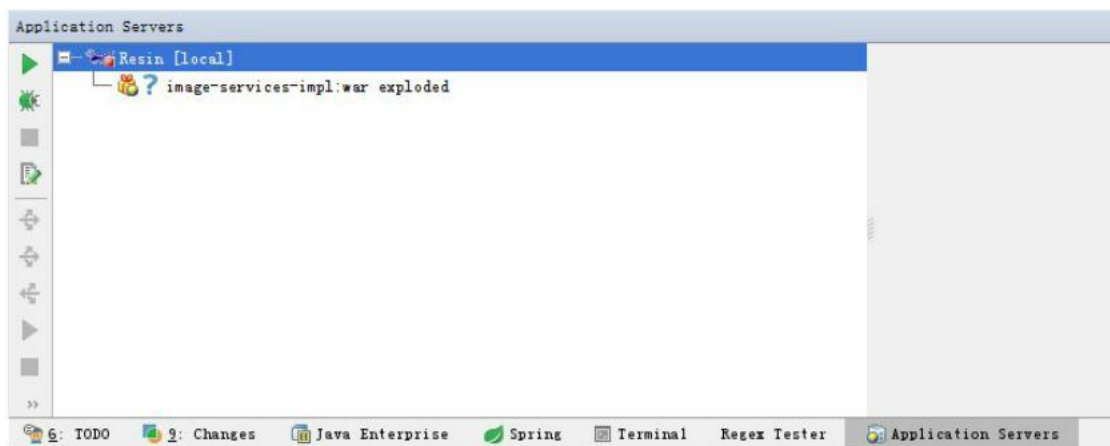 Application Servers
Resin [local]
? image-services-impl:war exploded
>>
6: TODO 9: Changes Java Enterprise Spring Terminal Regex Tester Application Servers